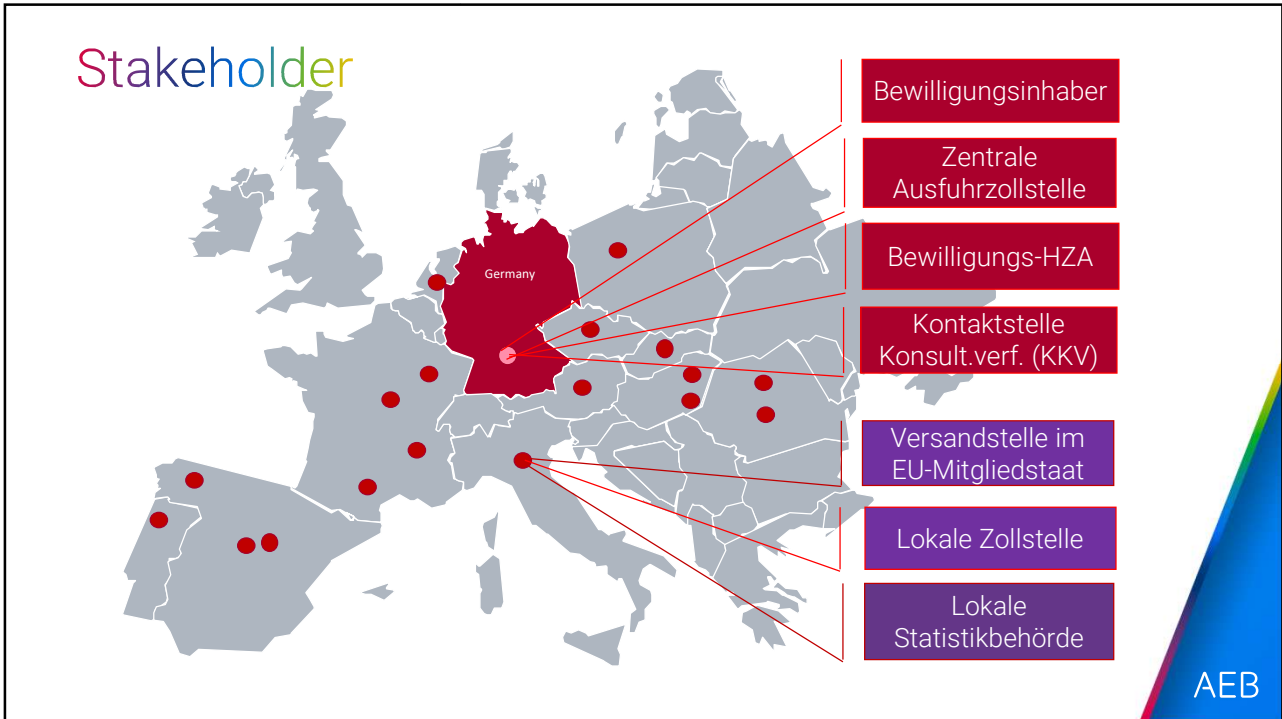 Stakeholder
Bewilligungsinhaber
Zentrale
Ausfuhrzollstelle
Germany
Bewilligungs-HZA
Kontaktstelle
Konsult.verf. (KKV)
Versandstelle im
EU-Mitgliedstaat
Lokale Zollstelle
Lokale
Statistikbehörde
AEB